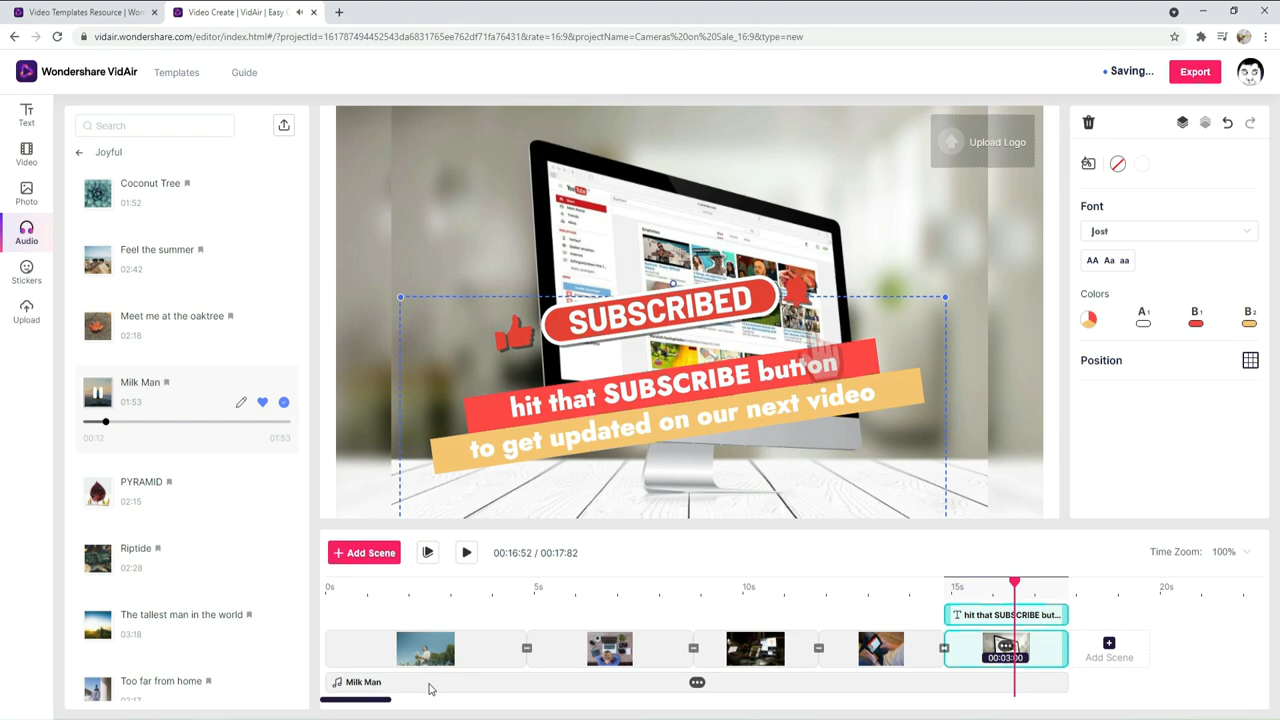 Video Templates Resource | Won
Video Create | VidAir | Easy C
vidair.wondershare.com/editor/index.html#/?projectId=161787494452543da6831765ee762df71fa76431&rate=16:9&projectName=Cameras%20on%20Sale_16:9&type=new
Wondershare VidAir
Templates
Guide
Saving...
Export
Text
Video
Photo
Audio
Stickers
Upload
Search
Joyful
Coconut Tree
01:52
Feel the summer
02:42
Meet me at the oaktree
02:18
Milk Man
01:53
00:12
01:53
PYRAMID
02:15
Riptide
02:28
The tallest man in the world
03:18
Too far from home
Upload Logo
YouTube
SUBSCRIBED
hit that SUBSCRIBE button
to get updated on our next video
Font
Jost
AA Aa aa
Colors
A1
B1
B2
Position
+ Add Scene
00:16:52 / 00:17:82
Time Zoom: 100%
0s
5s
10s
15s
20s
hit that SUBSCRIBE but...
00:03:00
Add Scene
Milk Man